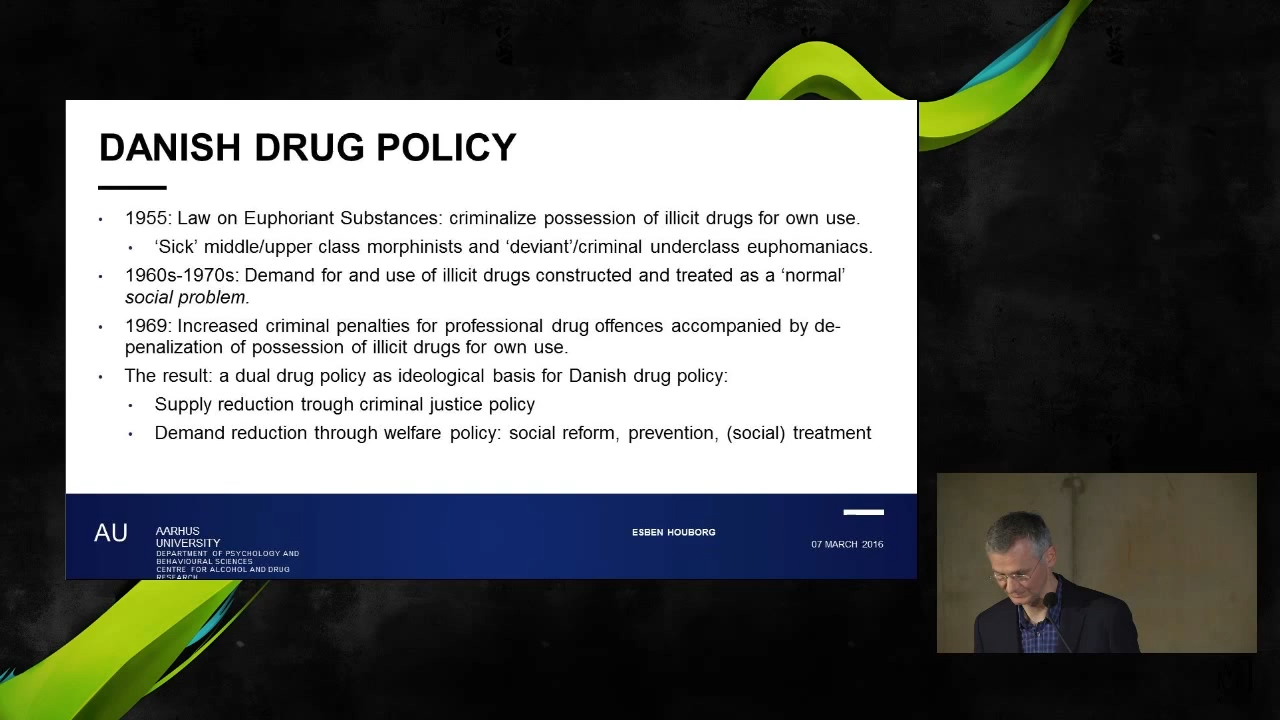 DANISH DRUG POLICY
• 1955: Law on Euphoriant Substances: criminalize possession of illicit drugs for own use.
• ‘Sick’ middle/upper class morphinists and ‘deviant’/criminal underclass euphomaniacs.
• 1960s-1970s: Demand for and use of illicit drugs constructed and treated as a ‘normal’
social problem.
• 1969: Increased criminal penalties for professional drug offences accompanied by de-
penalization of possession of illicit drugs for own use.
• The result: a dual drug policy as ideological basis for Danish drug policy:
• Supply reduction trough criminal justice policy
• Demand reduction through welfare policy: social reform, prevention, (social) treatment
AU
AARHUS
UNIVERSITY
DEPARTMENT OF PSYCHOLOGY AND
BEHAVIOURAL SCIENCES
CENTRE FOR ALCOHOL AND DRUG
RESEARCH
ESBEN HOUBORG
07 MARCH 2016